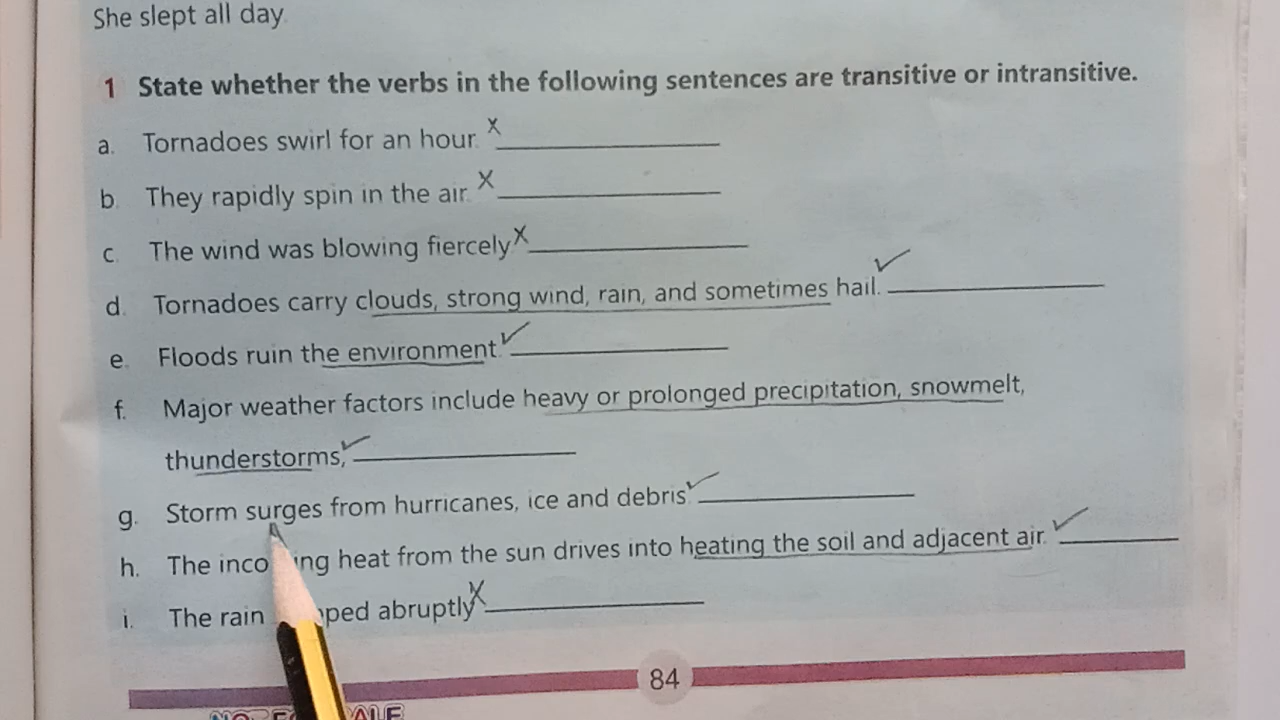 She slept all day.
1 State whether the verbs in the following sentences are transitive or intransitive.
a. Tornadoes swirl for an hour. X
b. They rapidly spin in the air. X
c. The wind was blowing fiercely X
d. Tornadoes carry clouds, strong wind, rain, and sometimes hail. ✓
e. Floods ruin the environment. ✓
f. Major weather factors include heavy or prolonged precipitation, snowmelt,
thunderstorms, ✓
g. Storm surges from hurricanes, ice and debris. ✓
h. The heat from the sun drives into heating the soil and adjacent air. ✓
i. The rain abruptly X
84